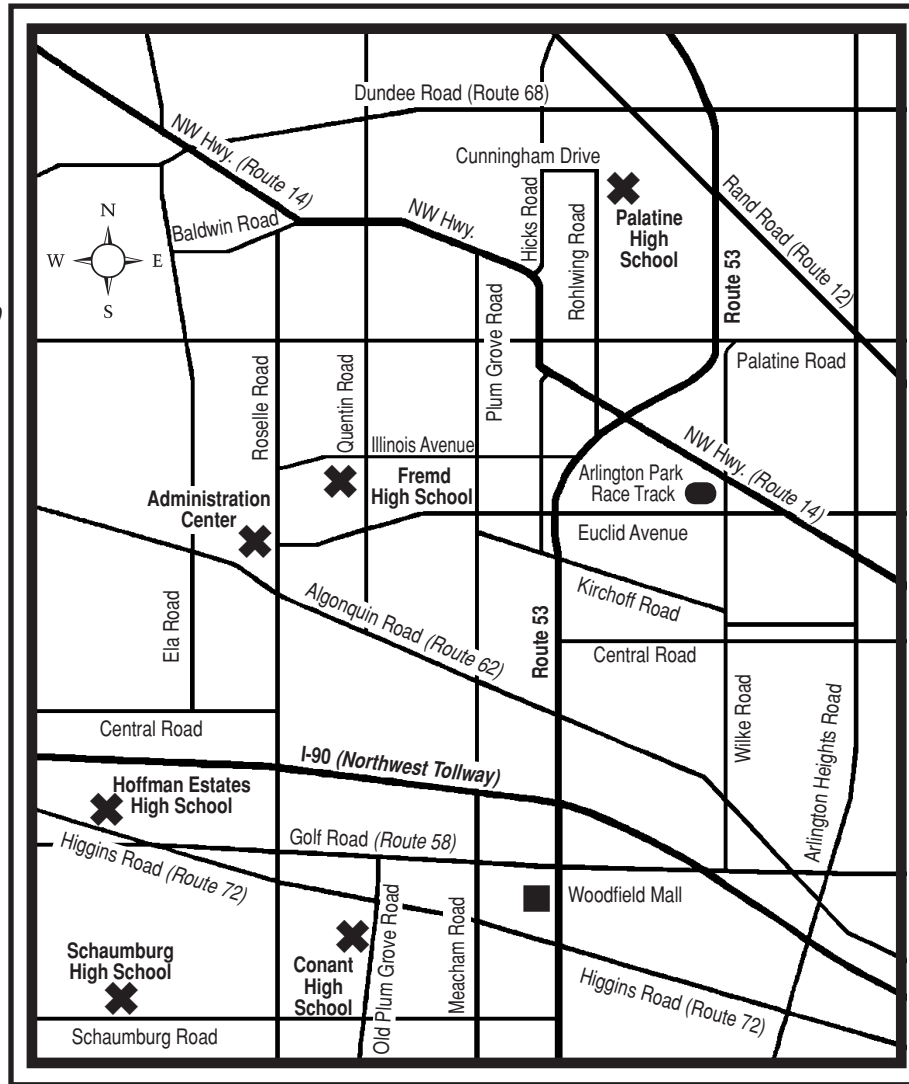 Dundee Road (Route 68)
NW Hwy. (Route 14)
Cunningham Drive
N
W
E
S
Baldwin Road
NW Hwy.
Hicks Road
Rohlwing Road
Palatine
High
School
Rand Road (Route 12)
Route 53
Plum Grove Road
Palatine Road
Roselle Road
Quentin Road
Illinois Avenue
Fremd
High School
Arlington Park
Race Track
NW Hwy. (Route 14)
Administration
Center
Euclid Avenue
Kirchoff Road
Ela Road
Algonquin Road (Route 62)
Route 53
Central Road
Wilke Road
Arlington Heights Road
Central Road
I-90 (Northwest Tollway)
Hoffman Estates
High School
Golf Road (Route 58)
Higgins Road (Route 72)
Woodfield Mall
Old Plum Grove Road
Meacham Road
Schaumburg
High School
Conant
High
School
Higgins Road (Route 72)
Schaumburg Road